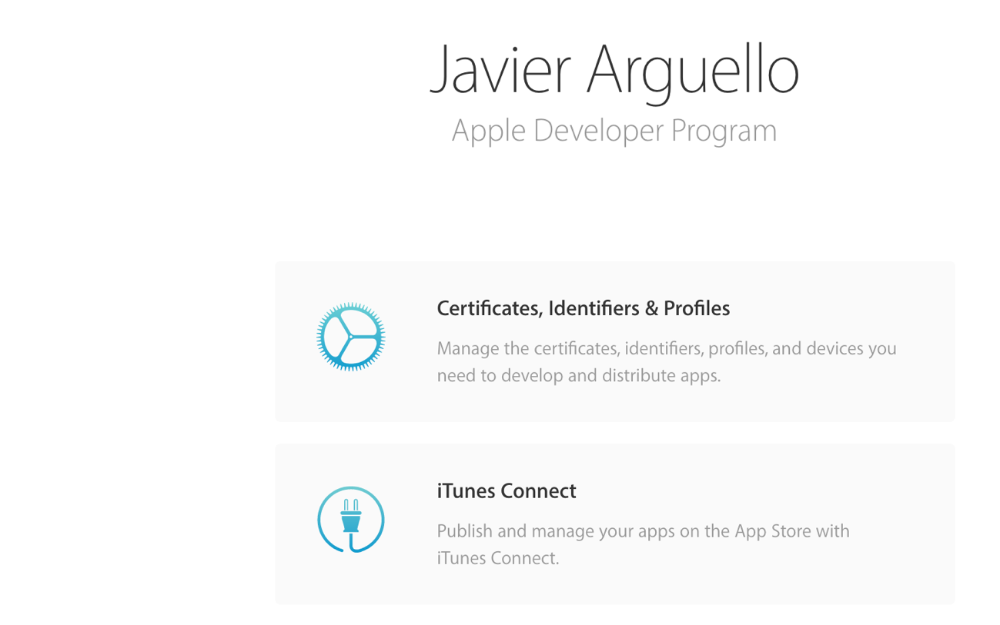 Javier Arguello
Apple Developer Program
Certificates, Identifiers & Profiles
Manage the certificates, identifiers, profiles, and devices you
need to develop and distribute apps.
iTunes Connect
Publish and manage your apps on the App Store with
iTunes Connect.